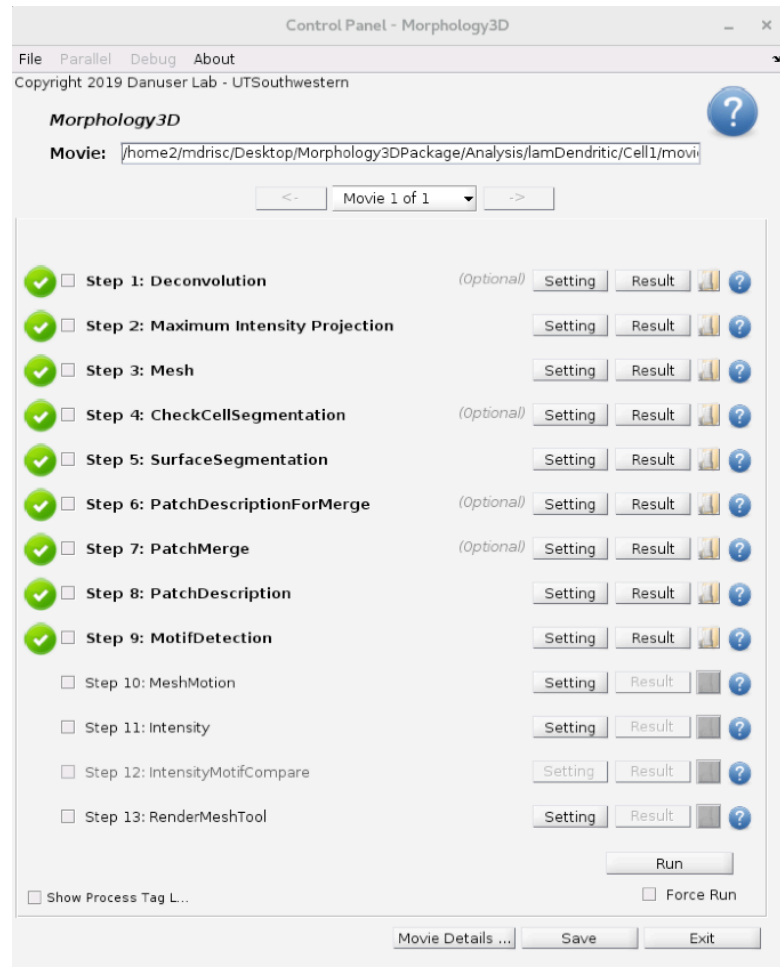 Control Panel - Morphology3D
File Parallel Debug About
Copyright 2019 Danuser Lab - UTSouthwestern
Morphology3D
Movie: /home2/mdrisc/Desktop/Morphology3DPackage/Analysis/lamDendritic/Cell1/movi
<- Movie 1 of 1 ->
Step 1: Deconvolution (Optional) Setting Result ?
Step 2: Maximum Intensity Projection Setting Result ?
Step 3: Mesh Setting Result ?
Step 4: CheckCellSegmentation (Optional) Setting Result ?
Step 5: SurfaceSegmentation Setting Result ?
Step 6: PatchDescriptionForMerge (Optional) Setting Result ?
Step 7: PatchMerge (Optional) Setting Result ?
Step 8: PatchDescription Setting Result ?
Step 9: MotifDetection Setting Result ?
Step 10: MeshMotion Setting Result ?
Step 11: Intensity Setting Result ?
Step 12: IntensityMotifCompare Setting Result ?
Step 13: RenderMeshTool Setting Result ?
Run
Show Process Tag L... Force Run
Movie Details ... Save Exit